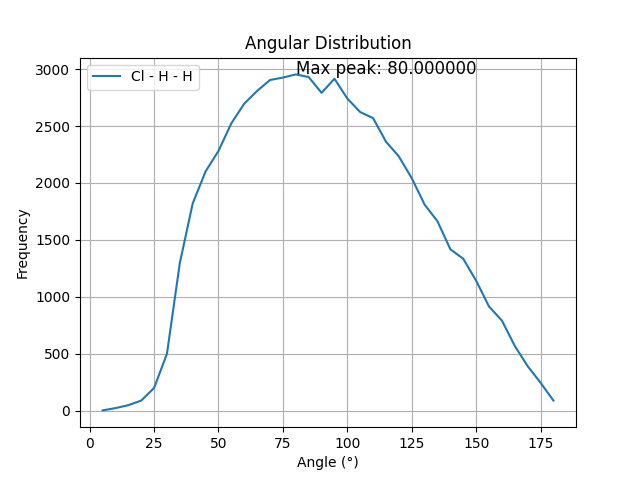 Angular Distribution
Max peak: 80.000000
Cl - H - H
3000
2500
2000
1500
1000
500
0
Frequency
0 25 50 75 100 125 150 175
Angle (°)